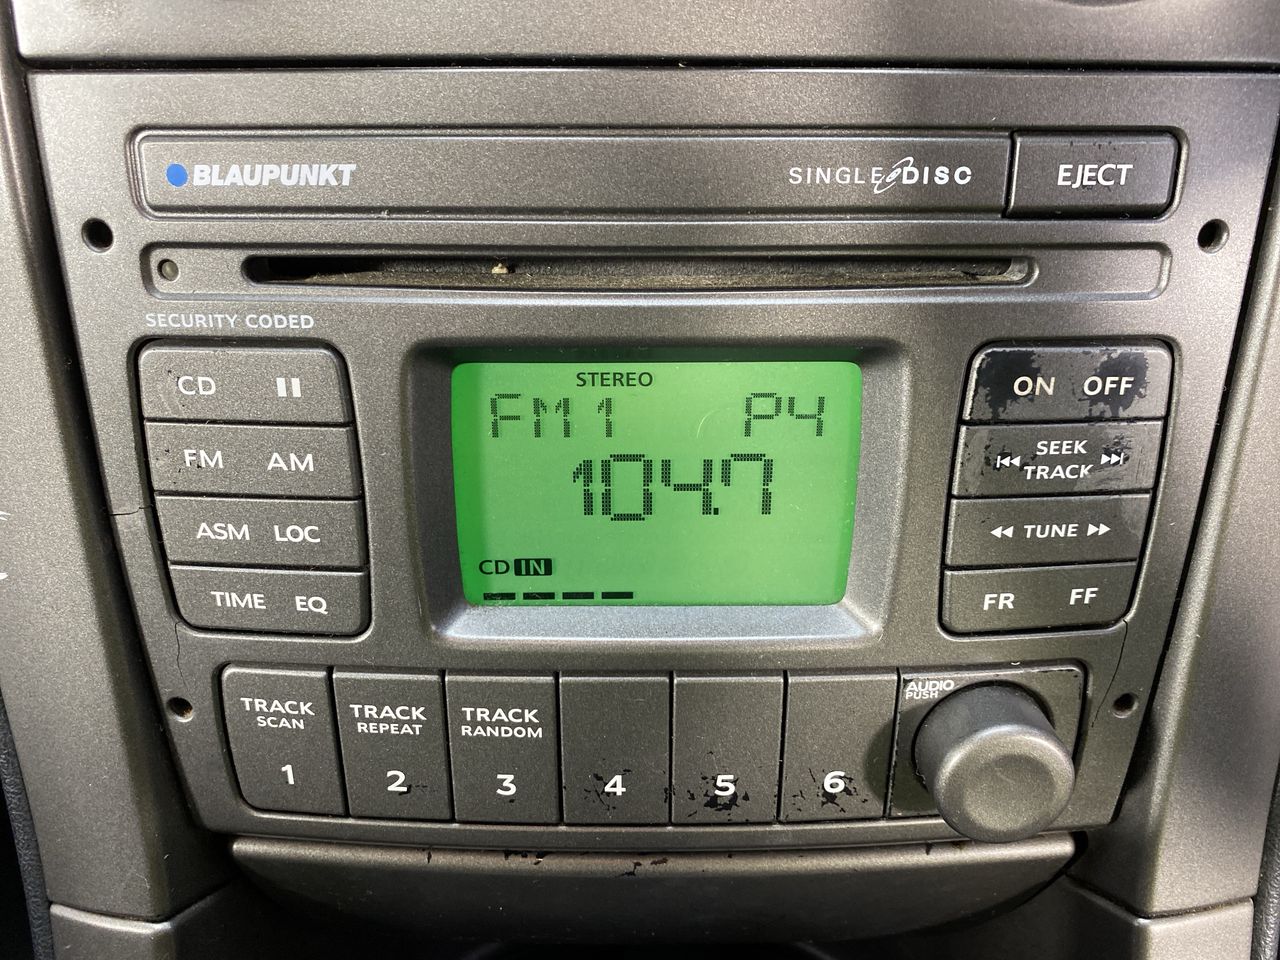 BLAUPUNKT
SINGLE DISC
EJECT
SECURITY CODED
CD
ON OFF
FM AM
SEEK
TRACK
ASM LOC
TUNE
TIME EQ
FR FF
STEREO
FM1 P4
104.7
CD IN
TRACK
SCAN
1
TRACK
REPEAT
2
TRACK
RANDOM
3
4
5
6
AUDIO
PUSH